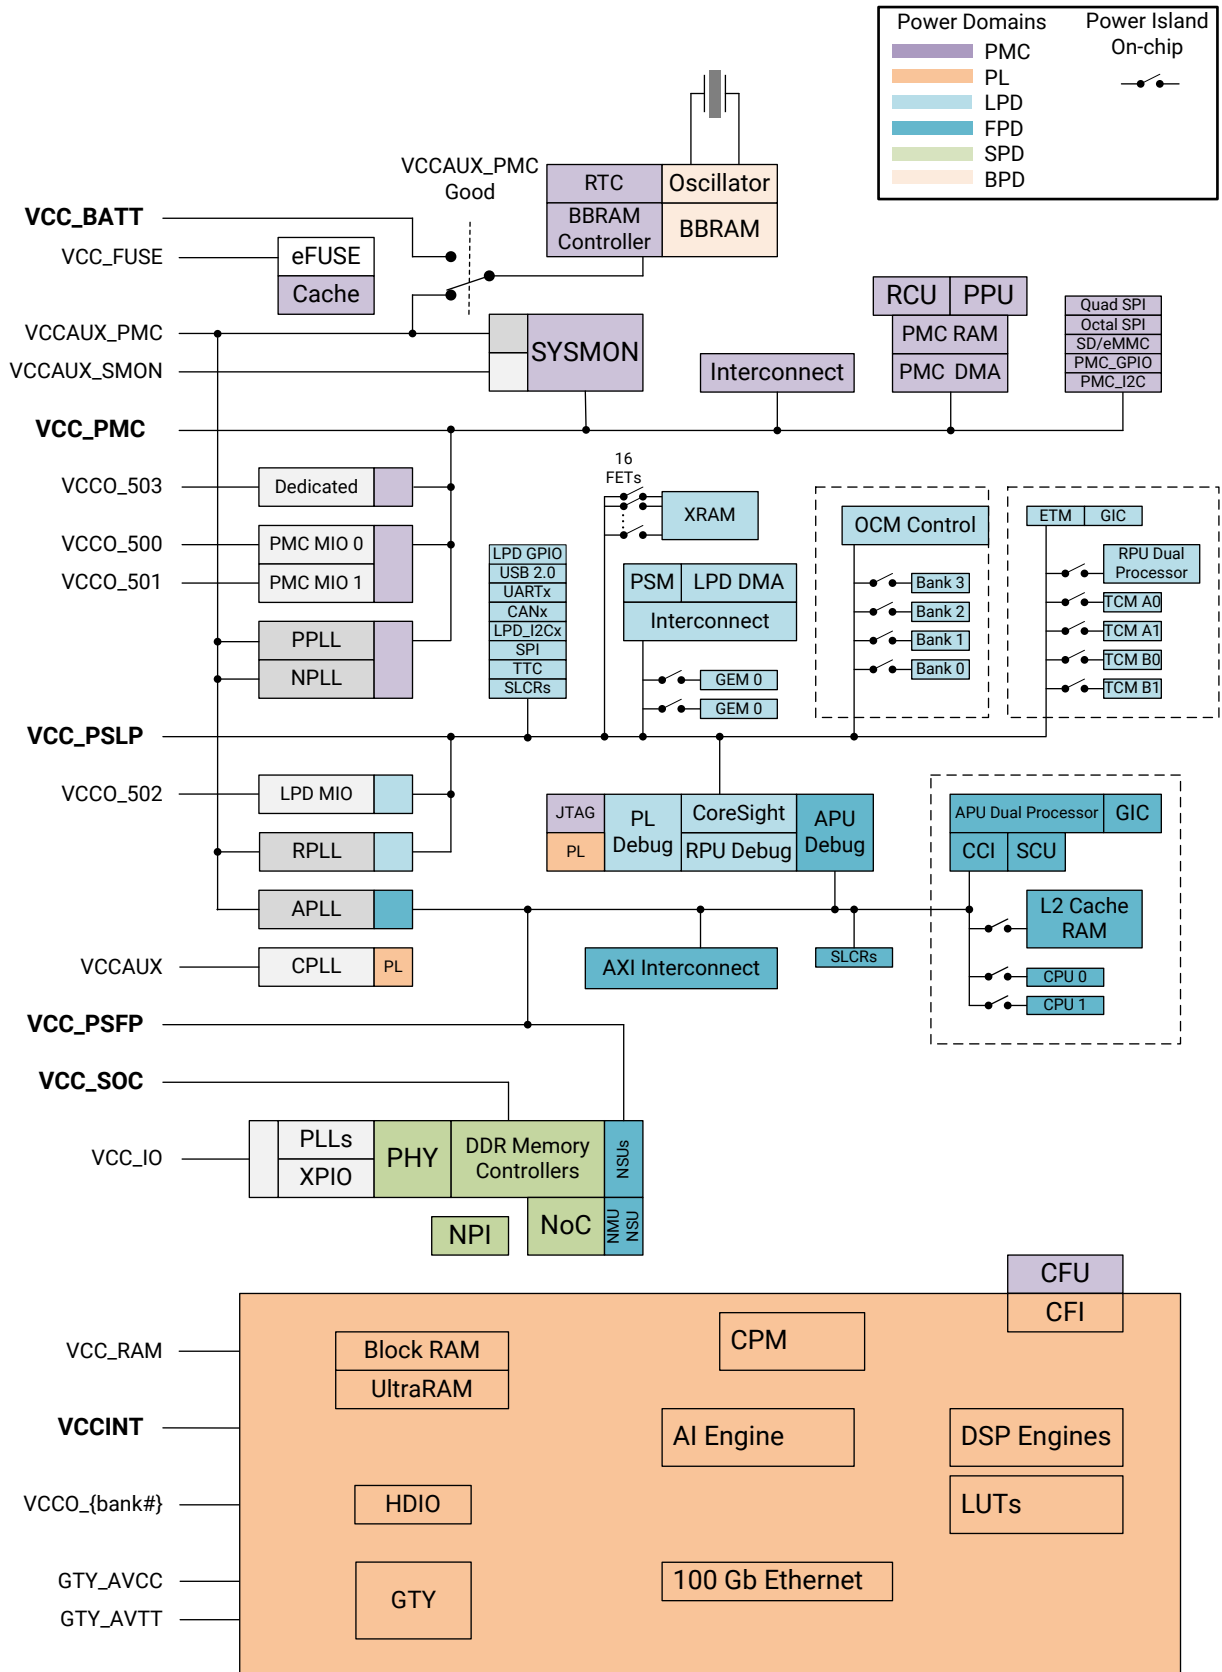 Power Domains
Power Island
On-chip
PMC
PL
LPD
FPD
SPD
BPD
VCCAUX_PMC
Good
RTC
Oscillator
BBRAM
Controller
BBRAM
VCC_BATT
VCC_FUSE
eFUSE
Cache
VCCAUX_PMC
VCCAUX_SMON
SYSMON
Interconnect
RCU
PPU
PMC RAM
PMC DMA
Quad SPI
Octal SPI
SD/eMMC
PMC_GPIO
PMC_I2C
VCC_PMC
VCCO_503
Dedicated
VCCO_500
PMC MIO 0
VCCO_501
PMC MIO 1
PPLL
NPLL
16
FETs
XRAM
LPD GPIO
USB 2.0
UARTx
CANx
LPD_I2Cx
SPI
TTC
SLCRs
PSM
LPD DMA
Interconnect
GEM 0
GEM 0
OCM Control
Bank 3
Bank 2
Bank 1
Bank 0
ETM
GIC
RPU Dual
Processor
TCM A0
TCM A1
TCM B0
TCM B1
VCC_PSLP
VCCO_502
LPD MIO
RPLL
APLL
VCCAUX
CPLL
PL
JTAG
PL
PL
Debug
CoreSight
RPU Debug
APU
Debug
APU Dual Processor
GIC
CCI
SCU
L2 Cache
RAM
CPU 0
CPU 1
AXI Interconnect
SLCRs
VCC_PSFP
VCC_SOC
VCC_IO
PLLs
XPIO
PHY
DDR Memory
Controllers
NSUs
NPI
NoC
NMU
NSU
CFU
CFI
VCC_RAM
Block RAM
UltraRAM
CPM
VCCINT
AI Engine
DSP Engines
VCCO_{bank#}
HDIO
LUTs
GTY_AVCC
GTY_AVTT
GTY
100 Gb Ethernet